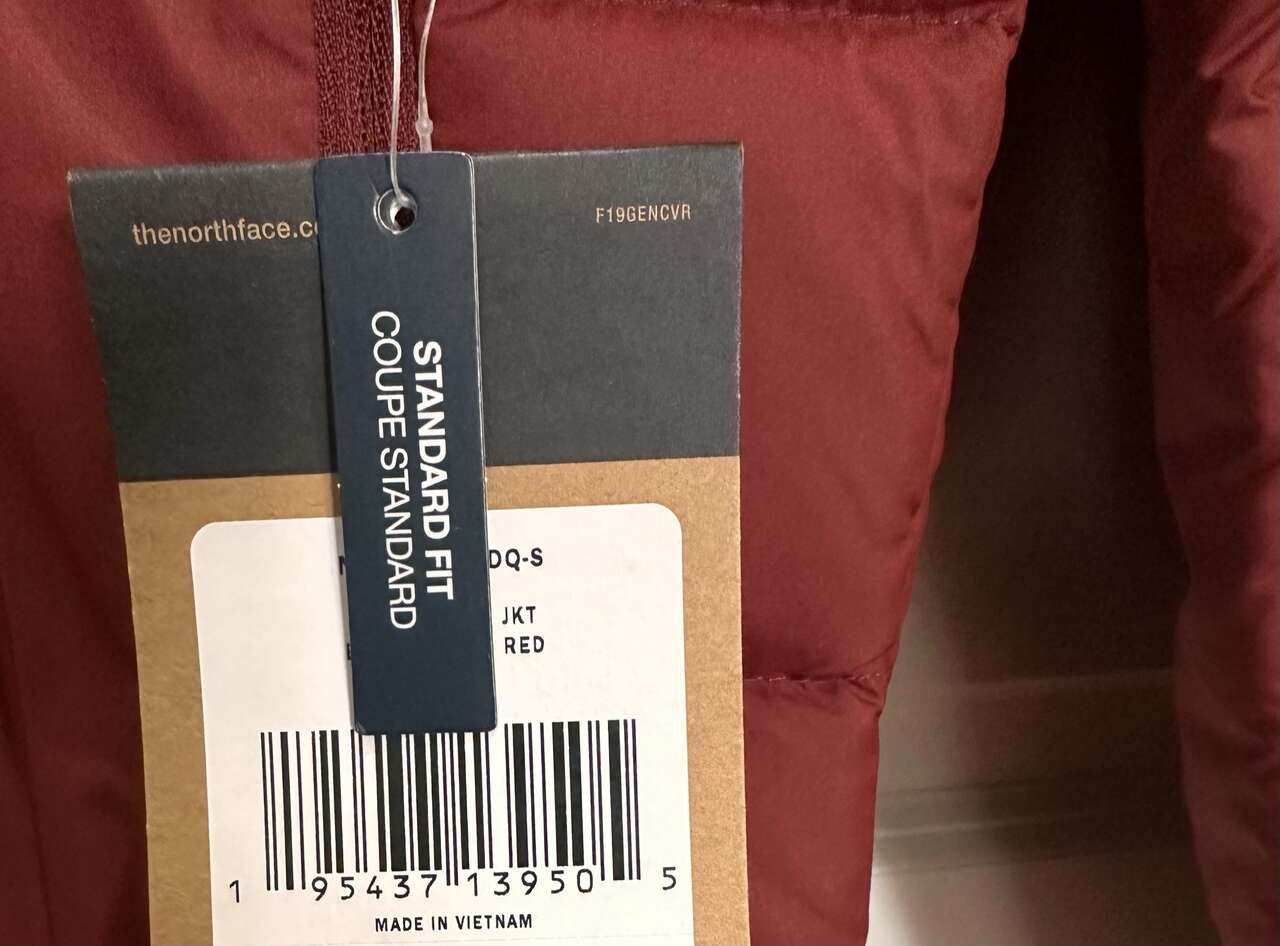 thenorthface.c
F19GENCVR
STANDARD FIT
COUPE STANDARD
DQ-S
JKT
RED
1 95437 13950 5
MADE IN VIETNAM